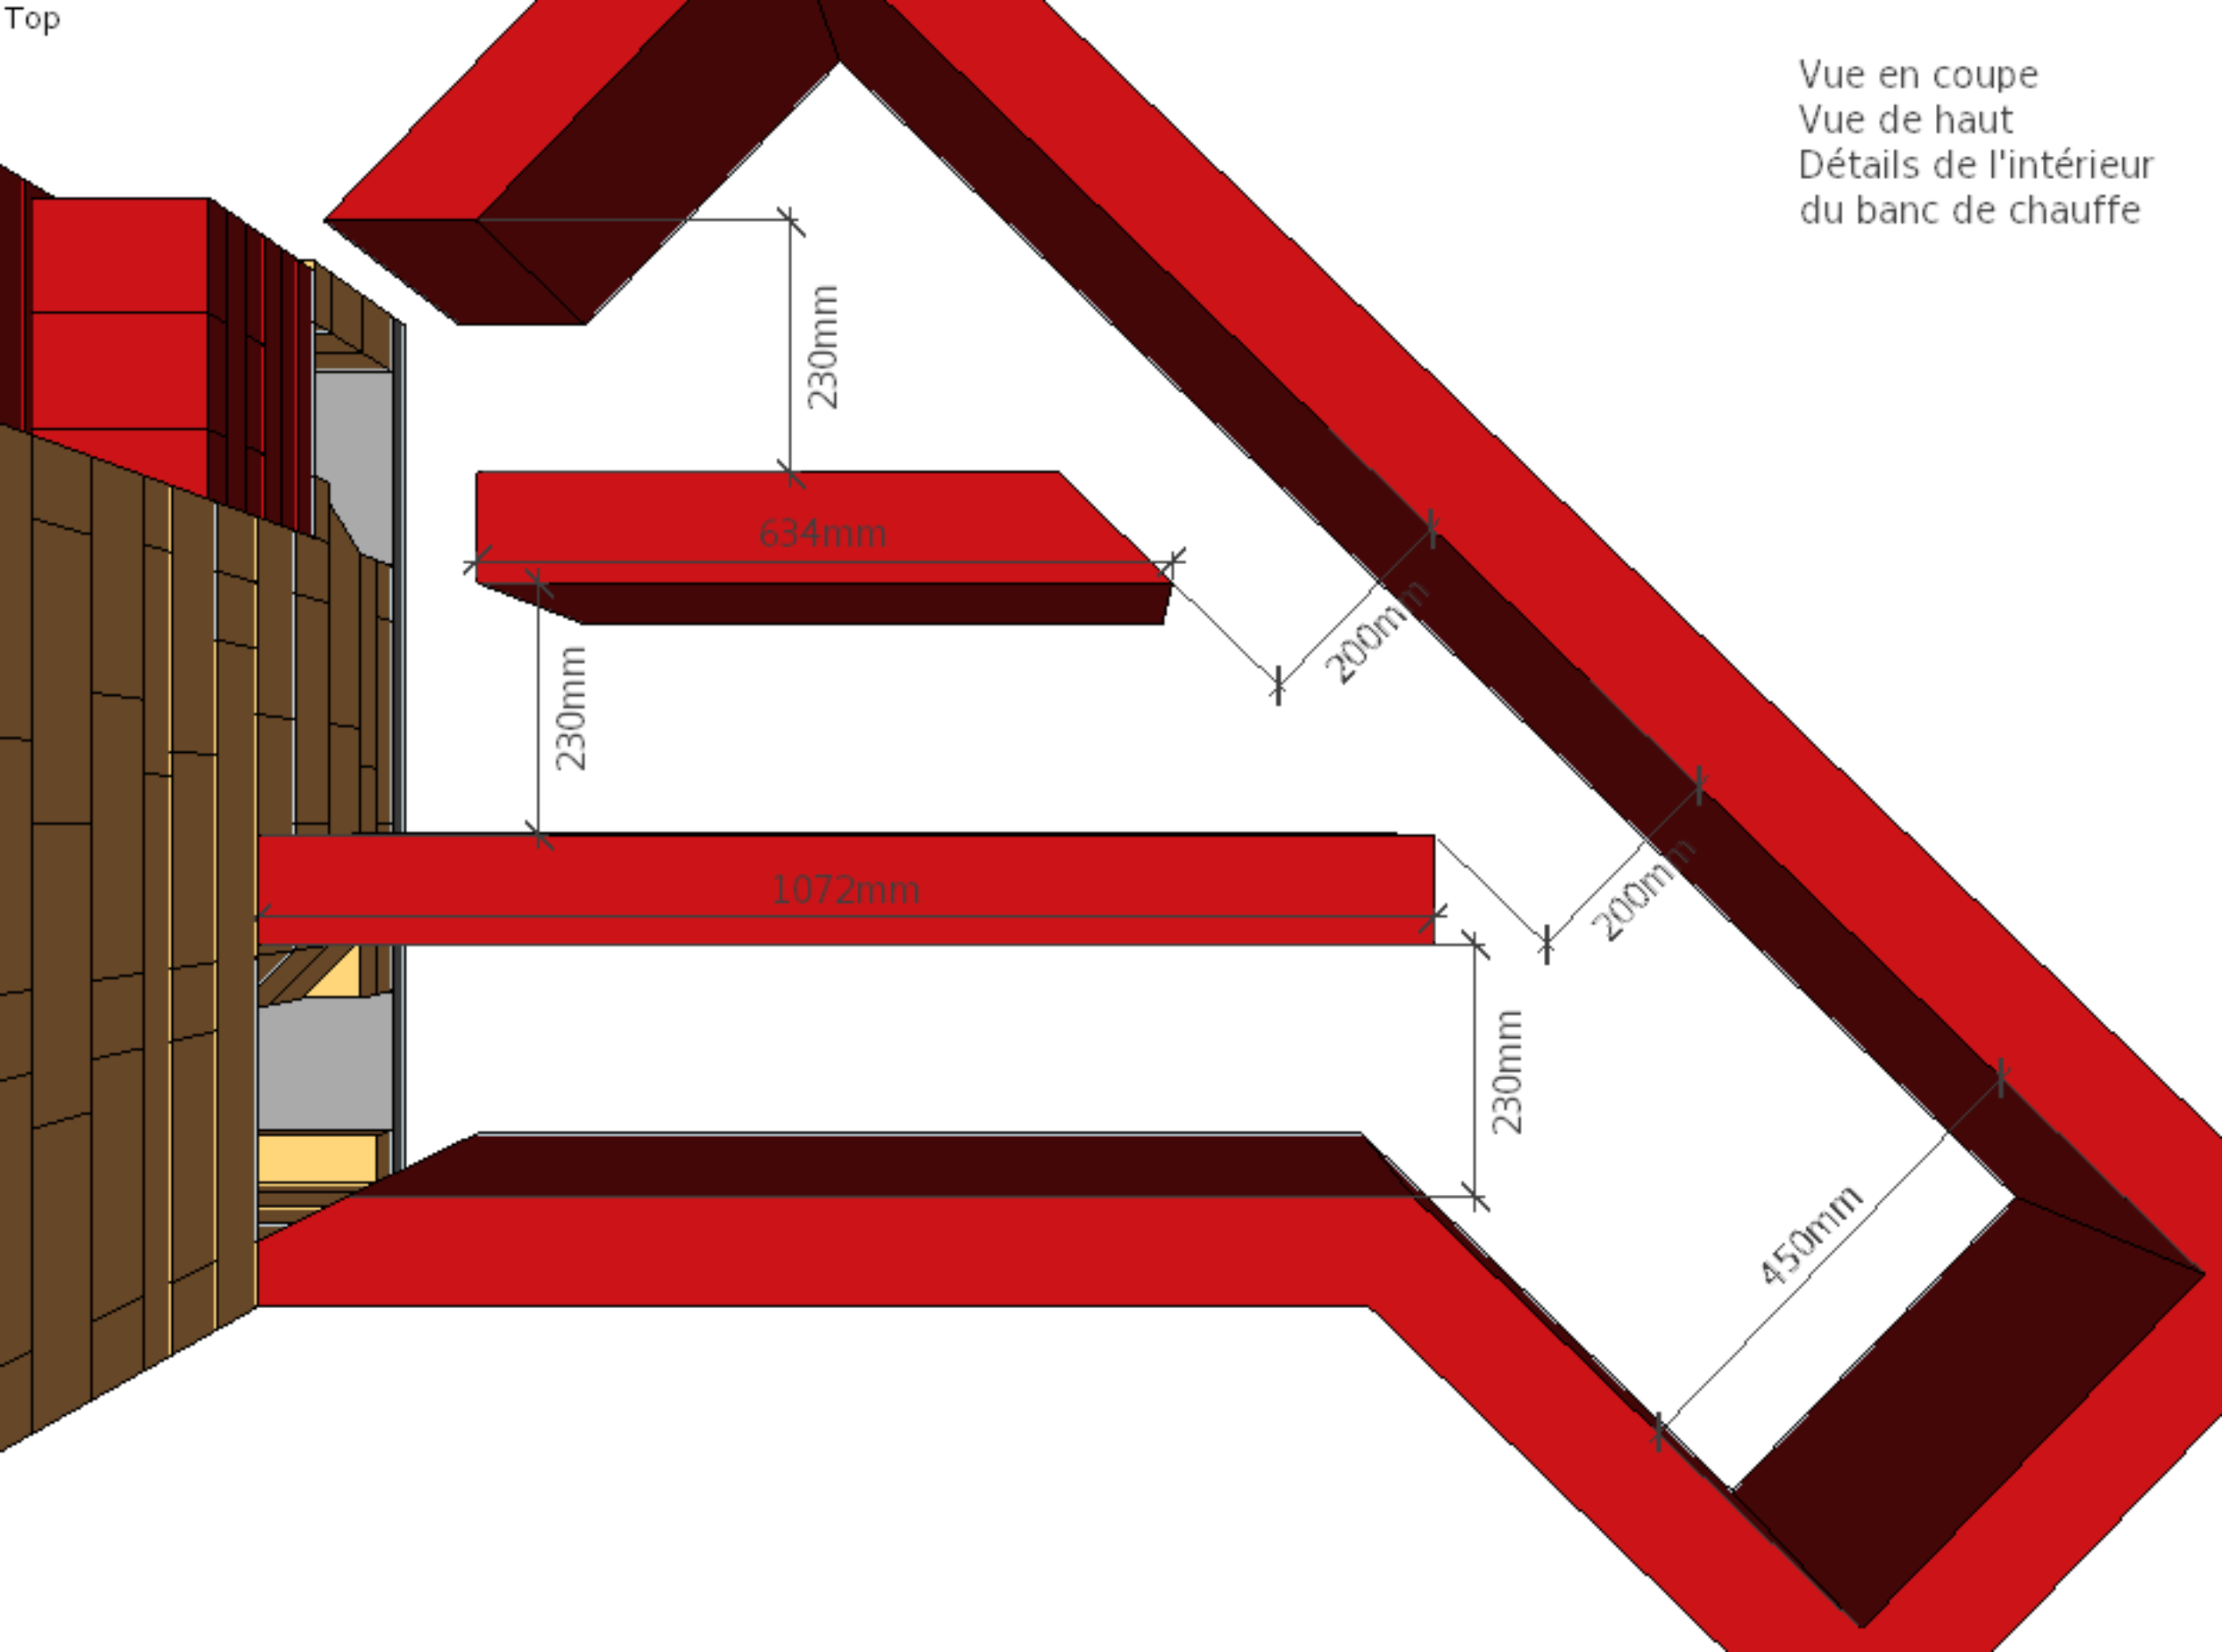 Top
Vue en coupe
Vue de haut
Détails de l'intérieur
du banc de chauffe
230mm
634mm
200mm
230mm
200mm
1072mm
230mm
450mm